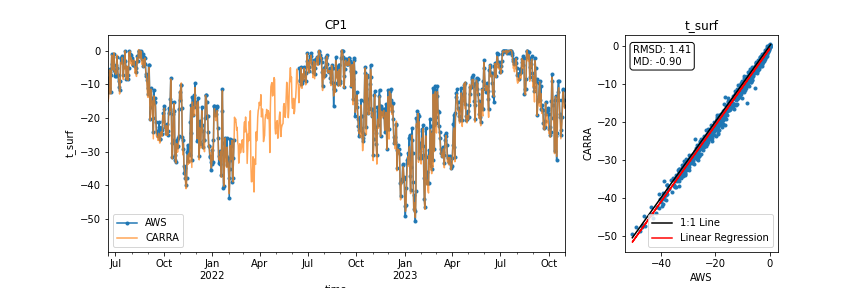 CP1
t_surf
0
−10
−20
−30
−40
−50
t_surf
AWS
CARRA
Jul
Oct
Jan
2022
Apr
Jul
Oct
Jan
2023
Apr
Jul
Oct
time
RMSD: 1.41
MD: -0.90
0
−10
−20
−30
−40
−50
CARRA
1:1 Line
Linear Regression
−40
−20
0
AWS